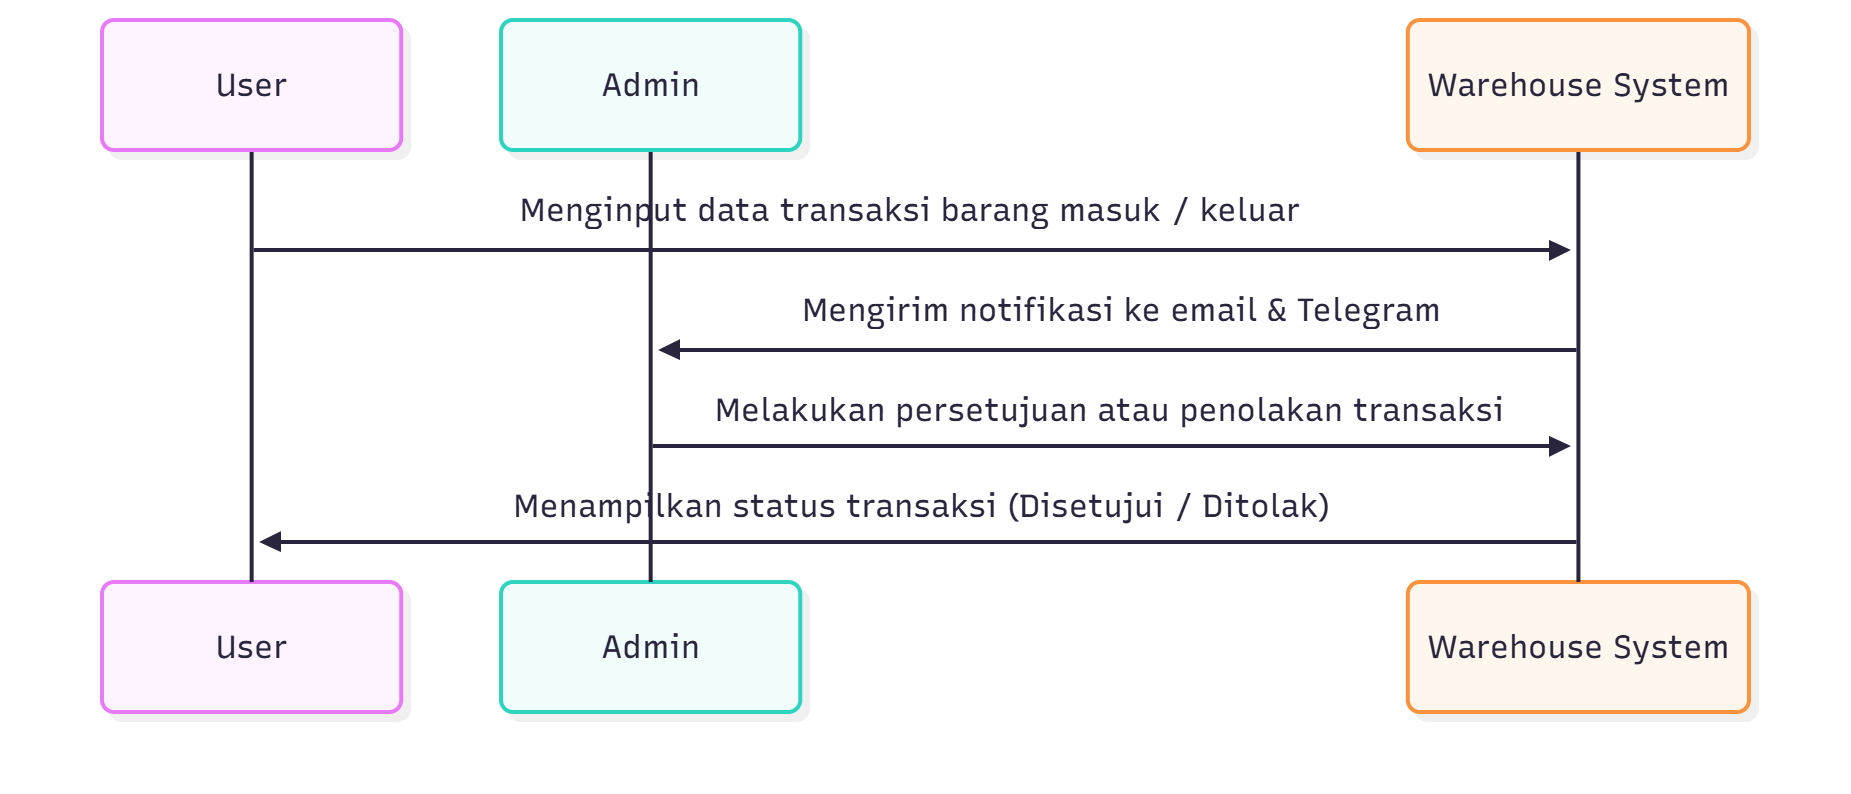 User
Admin
Warehouse System
Menginput data transaksi barang masuk / keluar
Mengirim notifikasi ke email & Telegram
Melakukan persetujuan atau penolakan transaksi
Menampilkan status transaksi (Disetujui / Ditolak)
User
Admin
Warehouse System